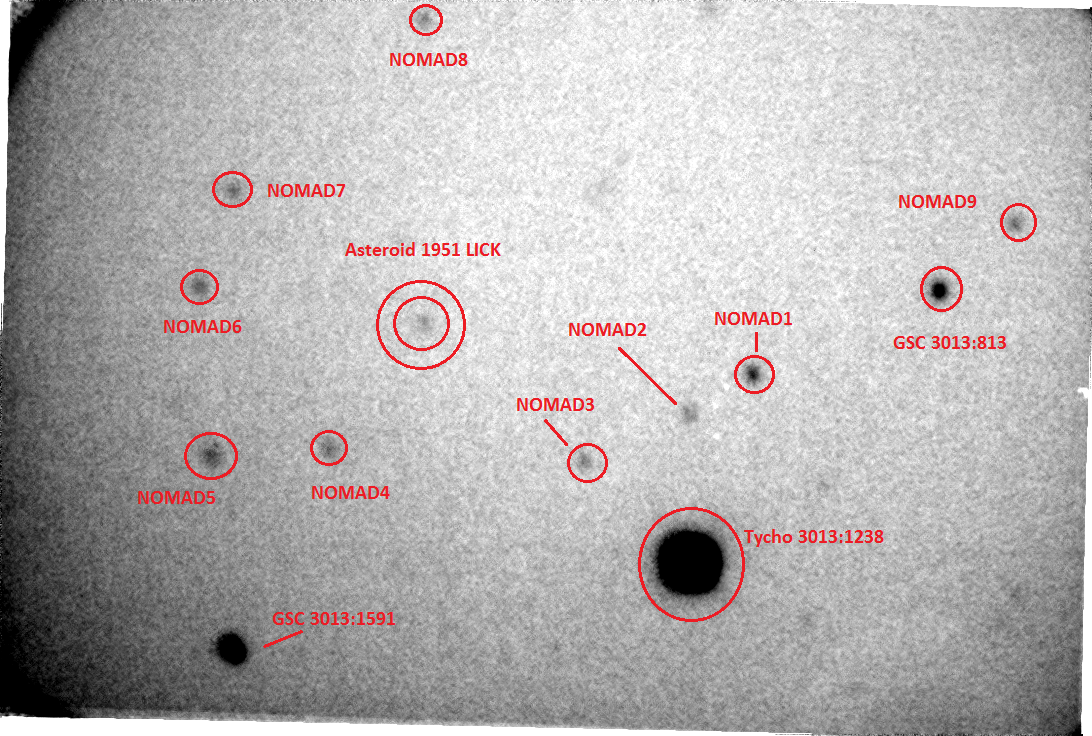 NOMAD8
NOMAD7
NOMAD9
Asteroid 1951 LICK
NOMAD6
NOMAD2
NOMAD1
GSC 3013:813
NOMAD3
NOMAD5
NOMAD4
Tycho 3013:1238
GSC 3013:1591